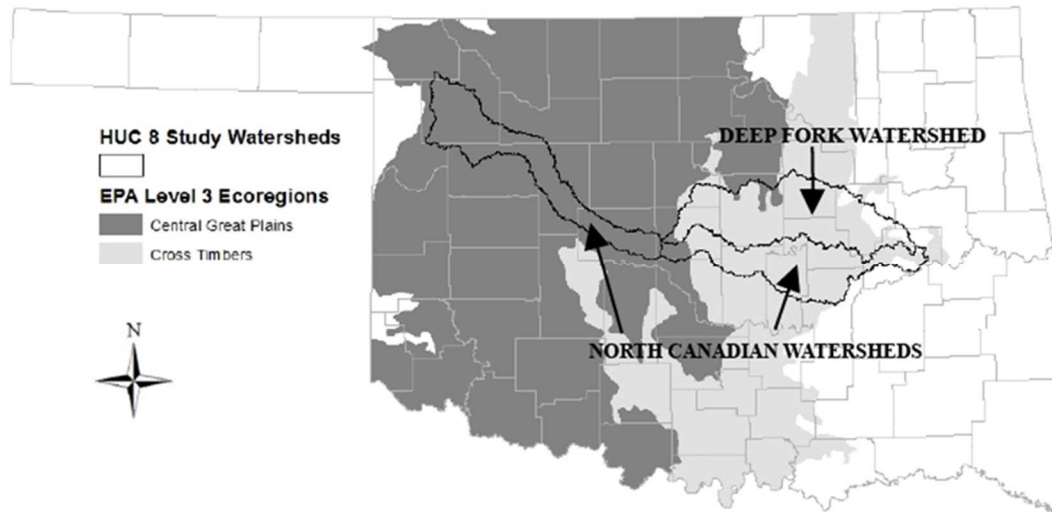 DEEP FORK WATERSHED
HUC 8 Study Watersheds
EPA Level 3 Ecoregions
Central Great Plains
Cross Timbers
N
NORTH CANADIAN WATERSHEDS